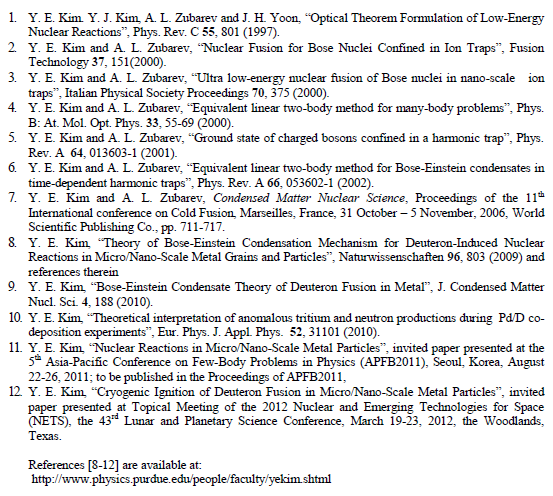 1. Y. E. Kim. Y. J. Kim, A. L. Zubarev and J. H. Yoon, “Optical Theorem Formulation of Low-Energy
Nuclear Reactions”, Phys. Rev. C 55, 801 (1997).
2. Y. E. Kim and A. L. Zubarev, “Nuclear Fusion for Bose Nuclei Confined in Ion Traps”, Fusion
Technology 37, 151(2000).
3. Y. E. Kim and A. L. Zubarev, “Ultra low-energy nuclear fusion of Bose nuclei in nano-scale ion
traps”, Italian Physical Society Proceedings 70, 375 (2000).
4. Y. E. Kim and A. L. Zubarev, “Equivalent linear two-body method for many-body problems”, Phys.
B: At. Mol. Opt. Phys. 33, 55-69 (2000).
5. Y. E. Kim and A. L. Zubarev, “Ground state of charged bosons confined in a harmonic trap”, Phys.
Rev. A 64, 013603-1 (2001).
6. Y. E. Kim and A. L. Zubarev, “Equivalent linear two-body method for Bose-Einstein condensates in
time-dependent harmonic traps”, Phys. Rev. A 66, 053602-1 (2002).
7. Y. E. Kim and A. L. Zubarev, Condensed Matter Nuclear Science, Proceedings of the 11th
International conference on Cold Fusion, Marseilles, France, 31 October – 5 November, 2006, World
Scientific Publishing Co., pp. 711-717.
8. Y. E. Kim, “Theory of Bose-Einstein Condensation Mechanism for Deuteron-Induced Nuclear
Reactions in Micro/Nano-Scale Metal Grains and Particles”, Naturwissenschaften 96, 803 (2009) and
references therein
9. Y. E. Kim, “Bose-Einstein Condensate Theory of Deuteron Fusion in Metal”, J. Condensed Matter
Nucl. Sci. 4, 188 (2010).
10. Y. E. Kim, “Theoretical interpretation of anomalous tritium and neutron productions during Pd/D co-
deposition experiments”, Eur. Phys. J. Appl. Phys. 52, 31101 (2010).
11. Y. E. Kim, “Nuclear Reactions in Micro/Nano-Scale Metal Particles”, invited paper presented at the
5th Asia-Pacific Conference on Few-Body Problems in Physics (APFB2011), Seoul, Korea, August
22-26, 2011; to be published in the Proceedings of APFB2011,
12. Y. E. Kim, “Cryogenic Ignition of Deuteron Fusion in Micro/Nano-Scale Metal Particles”, invited
paper presented at Topical Meeting of the 2012 Nuclear and Emerging Technologies for Space
(NETS), the 43rd Lunar and Planetary Science Conference, March 19-23, 2012, the Woodlands,
Texas.
References [8-12] are available at:
http://www.physics.purdue.edu/people/faculty/yekim.shtml